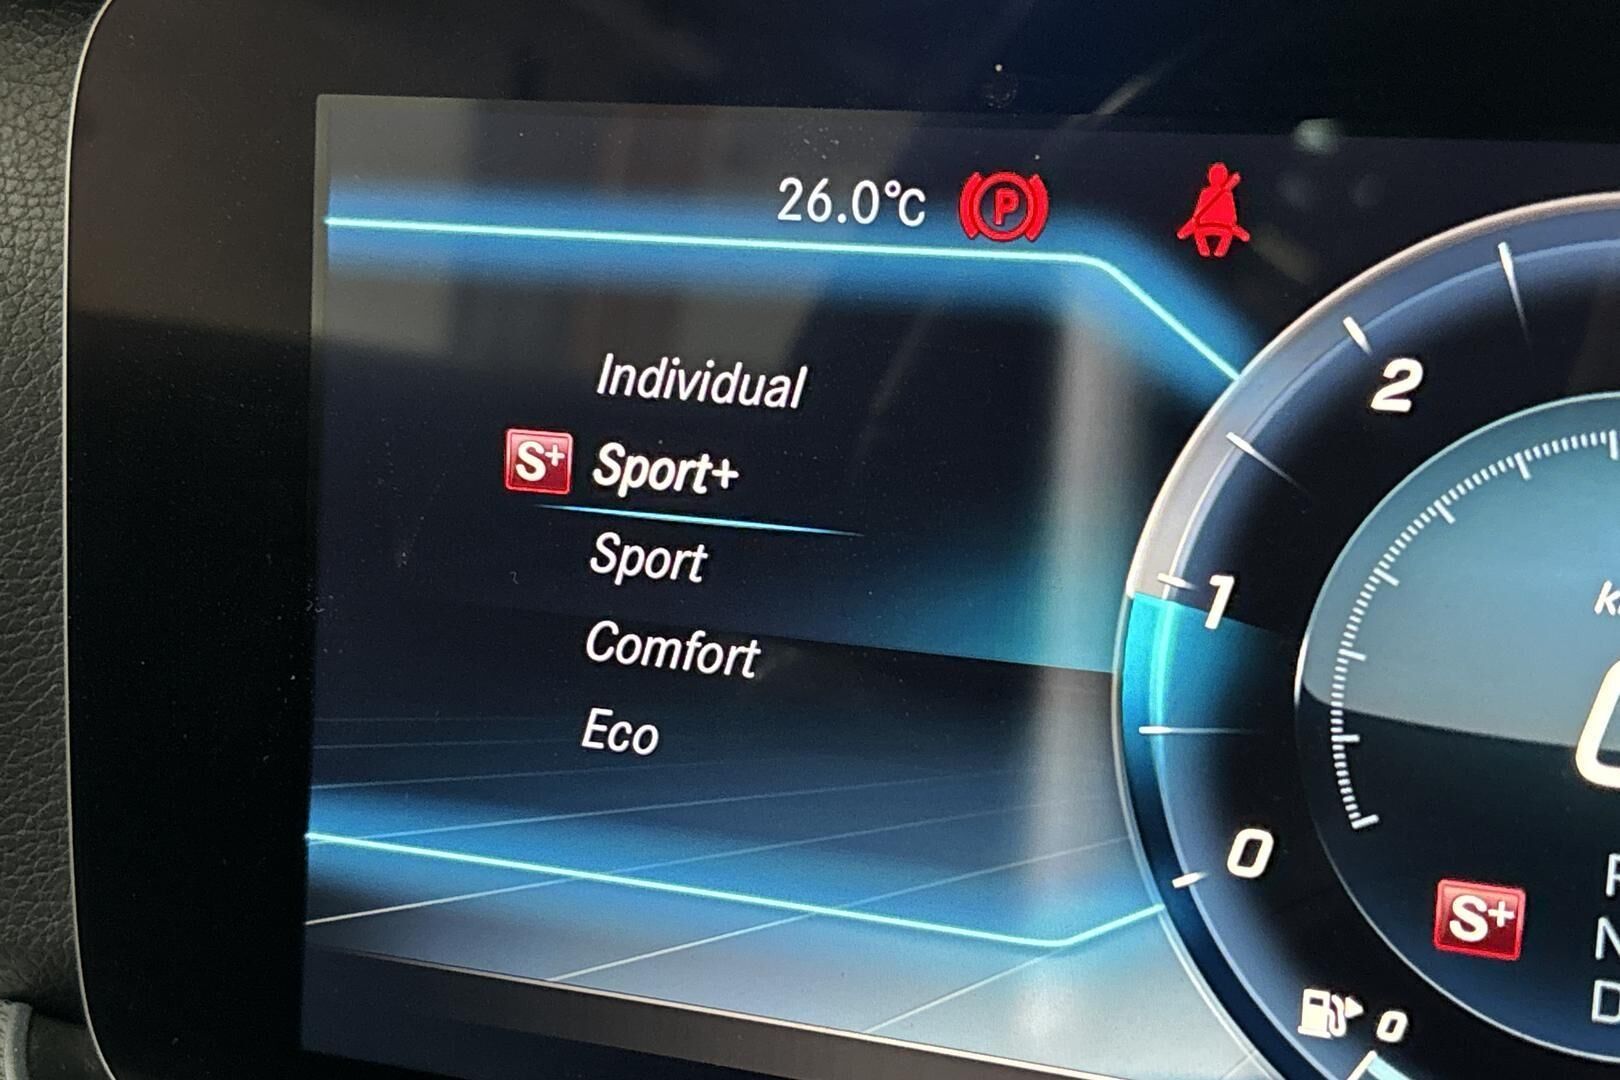 26.0°C P
Individual
S+ Sport+
Sport
Comfort
Eco
2
1
0
S+
N
D
0